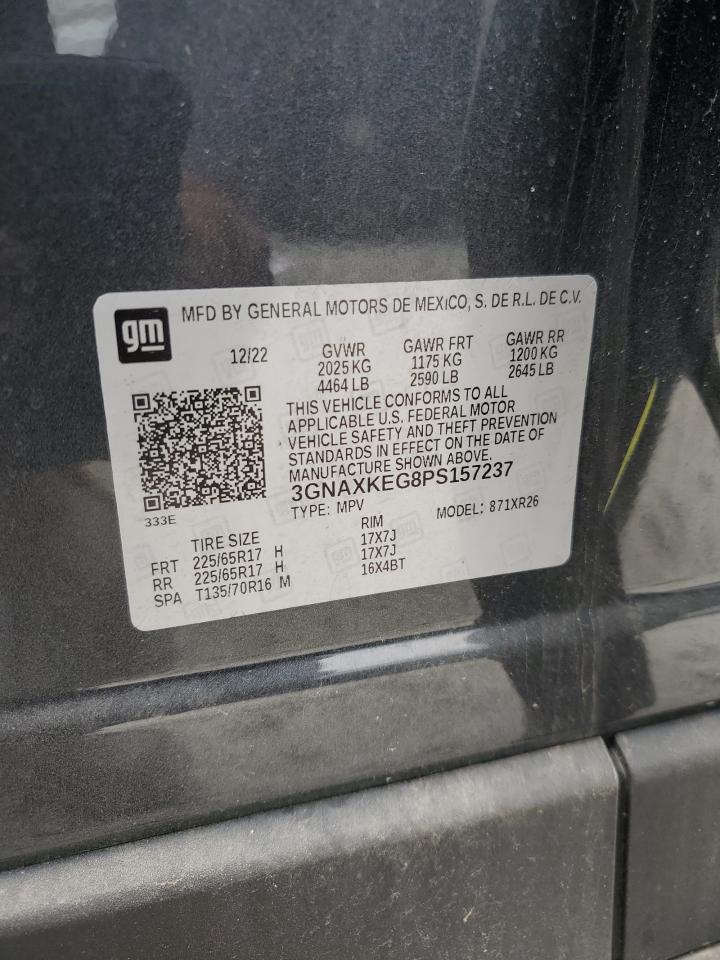 gm
MFD BY GENERAL MOTORS DE MEXICO, S. DE R.L. DE C.V.
12/22 GVWR GAWR FRT GAWR RR
2025 KG 1175 KG 1200 KG
4464 LB 2590 LB 2645 LB
THIS VEHICLE CONFORMS TO ALL
APPLICABLE U.S. FEDERAL MOTOR
VEHICLE SAFETY AND THEFT PREVENTION
STANDARDS IN EFFECT ON THE DATE OF
MANUFACTURE SHOWN ABOVE.
3GNAXKEG8PS157237
TYPE: MPV MODEL: 871XR26
333E
TIRE SIZE RIM
FRT 225/65R17 H 17X7J
RR 225/65R17 H 17X7J
SPA T135/70R16 M 16X4BT